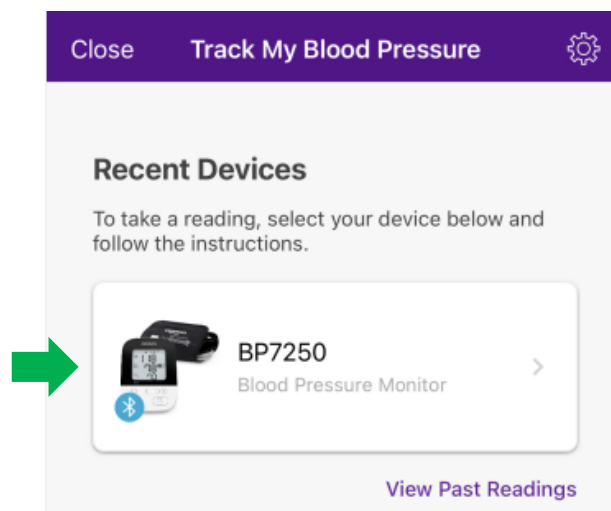 Close Track My Blood Pressure
Recent Devices
To take a reading, select your device below and
follow the instructions.
BP7250
Blood Pressure Monitor
View Past Readings